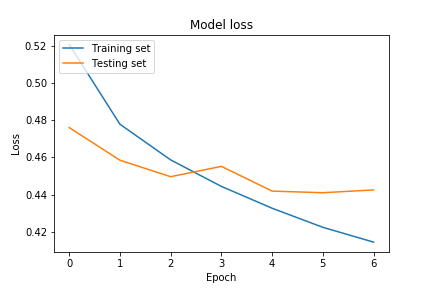 Model loss
Training set
Testing set
0.52
0.50
0.48
0.46
0.44
0.42
Loss
0 1 2 3 4 5 6
Epoch